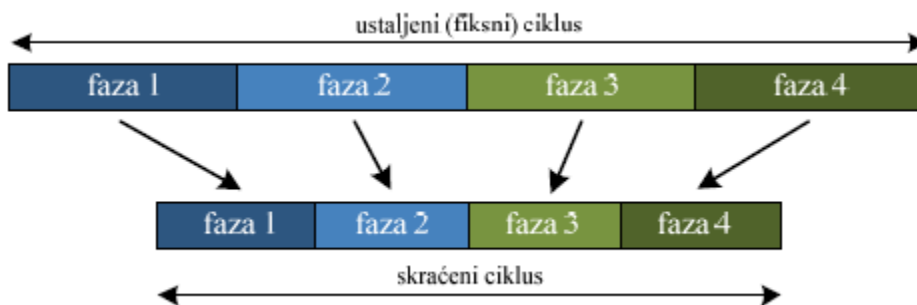 ustaljeni (fiksni) ciklus
faza 1 faza 2 faza 3 faza 4
faza 1 faza 2 faza 3 faza 4
skraćeni ciklus